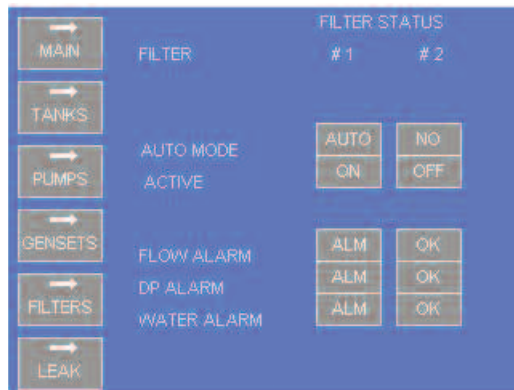 FILTER STATUS
MAIN FILTER # 1 # 2
TANKS
AUTO MODE AUTO NO
PUMPS ACTIVE ON OFF
GENSETS FLOW ALARM ALM OK
DP ALARM ALM OK
FILTERS WATER ALARM ALM OK
LEAK